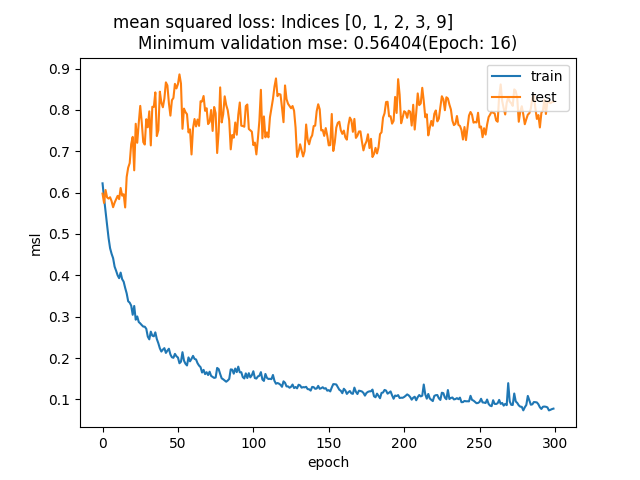 mean squared loss: Indices [0, 1, 2, 3, 9]
Minimum validation mse: 0.56404(Epoch: 16)
train
test
0.9
0.8
0.7
0.6
0.5
0.4
0.3
0.2
0.1
msl
0 50 100 150 200 250 300
epoch